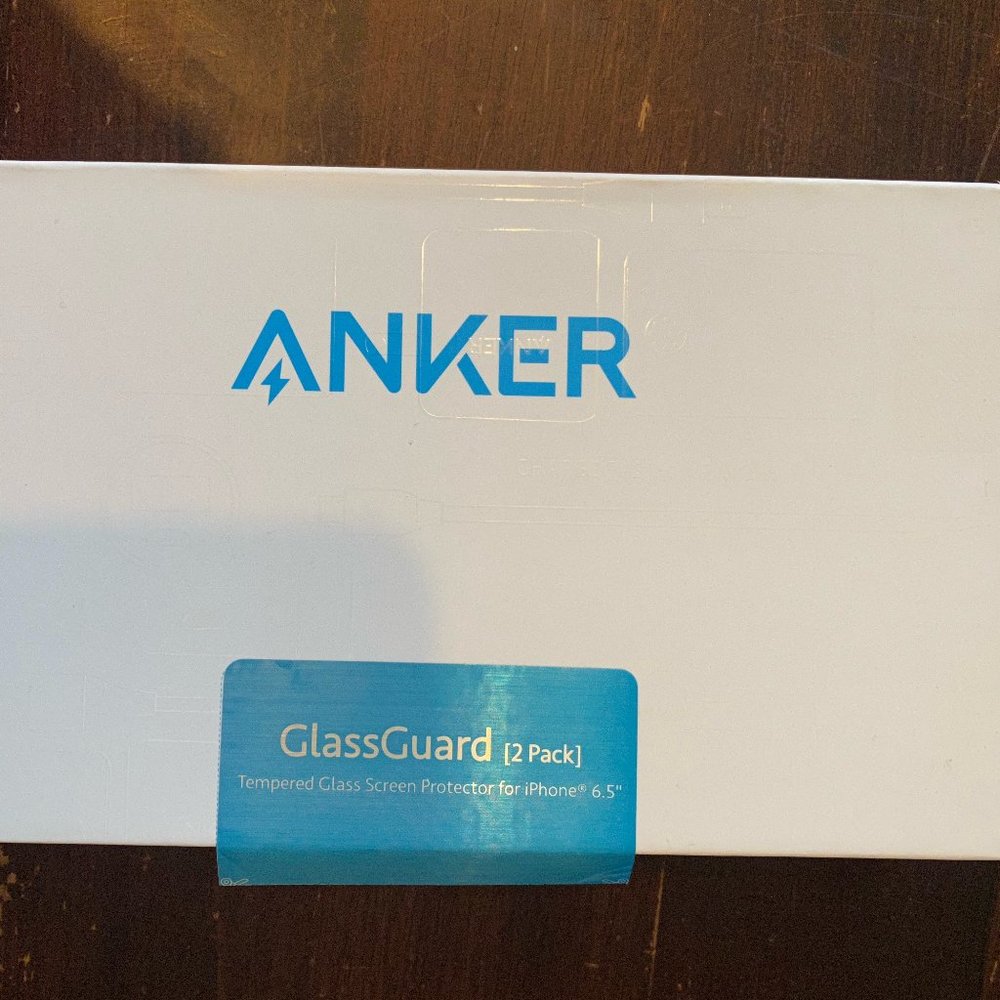 ANKER
GlassGuard [2 Pack]
Tempered Glass Screen Protector for iPhone® 6.5"